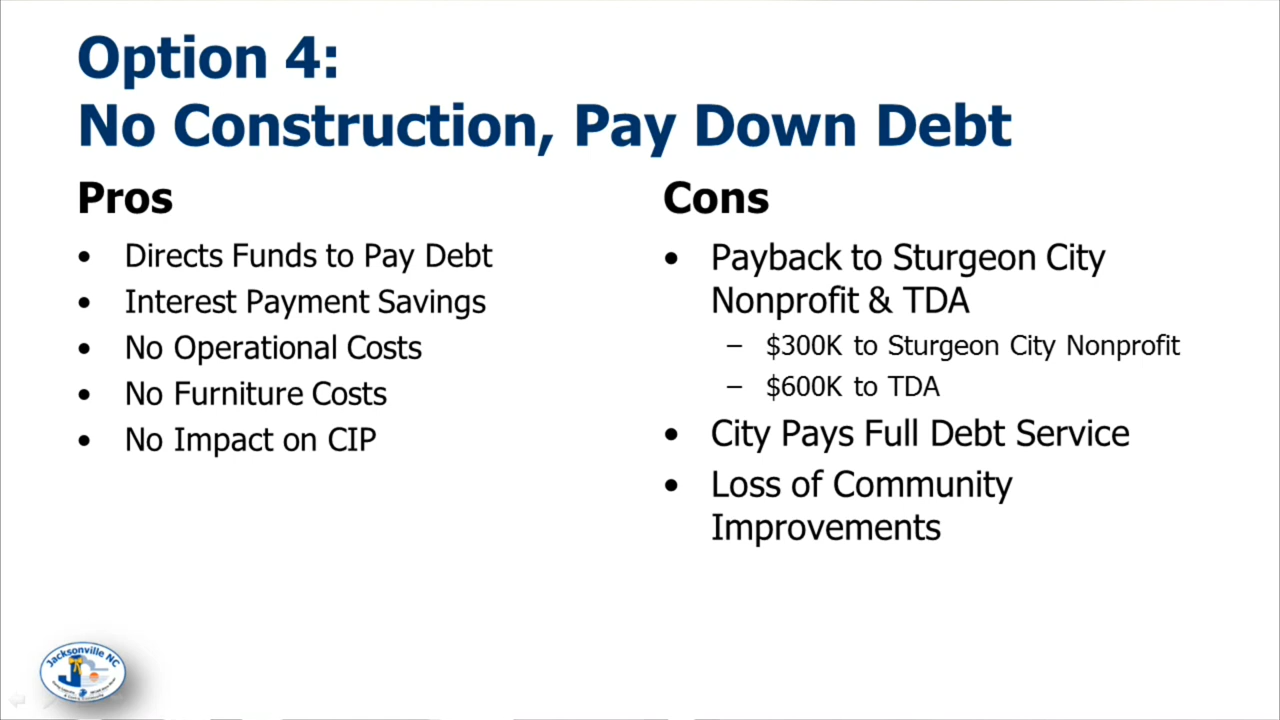 Option 4:
No Construction, Pay Down Debt
Pros
• Directs Funds to Pay Debt
• Interest Payment Savings
• No Operational Costs
• No Furniture Costs
• No Impact on CIP
Cons
• Payback to Sturgeon City
Nonprofit & TDA
– $300K to Sturgeon City Nonprofit
– $600K to TDA
• City Pays Full Debt Service
• Loss of Community
Improvements
Jacksonville NC